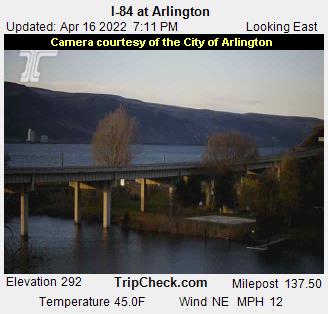 I-84 at Arlington
Updated: Apr 16 2022 7:11 PM Looking East
Camera courtesy of the City of Arlington
Elevation 292 TripCheck.com Milepost 137.50
Temperature 45.0F Wind NE MPH 12